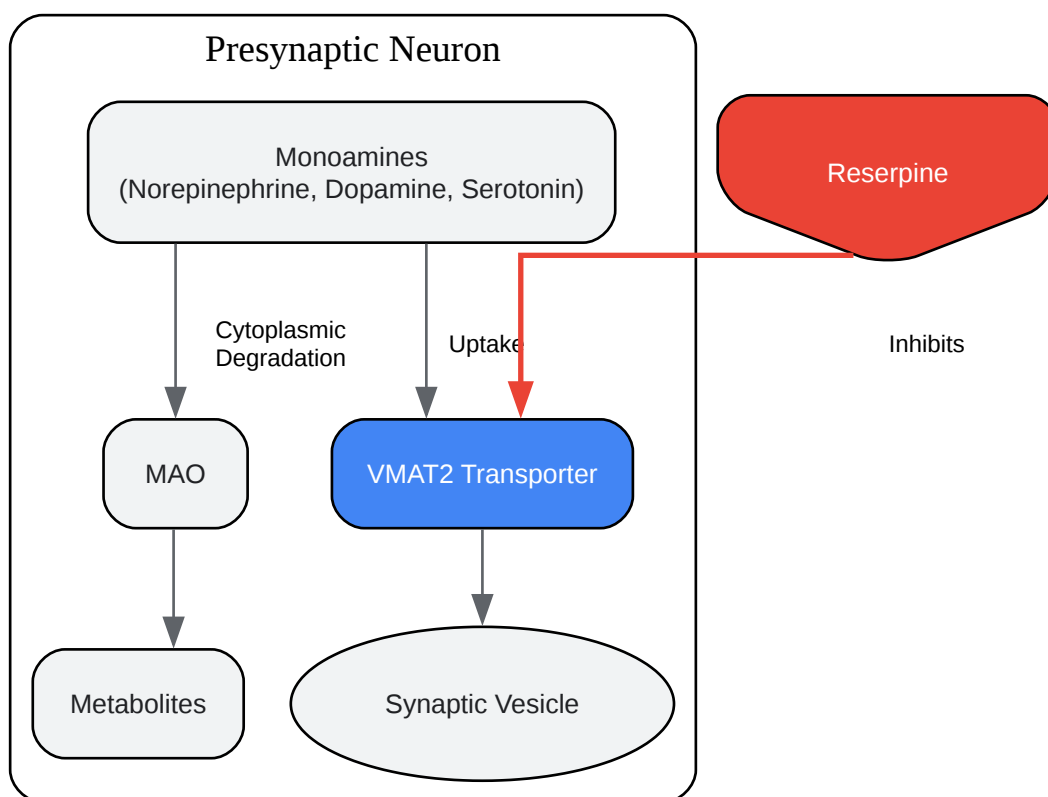 Presynaptic Neuron
Monoamines
(Norepinephrine, Dopamine, Serotonin)
Reserpine
Cytoplasmic
Degradation
Uptake
Inhibits
MAO
VMAT2 Transporter
Metabolites
Synaptic Vesicle